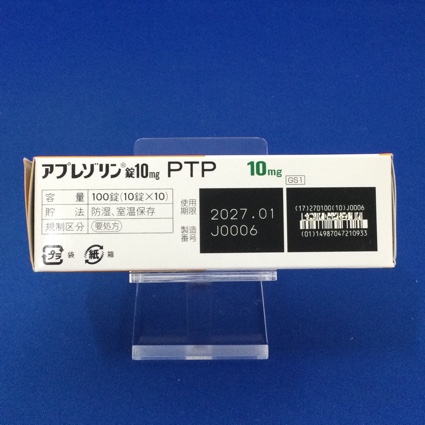 アプレゾリン®錠10mg PTP 10mg
GS1
容量 100錠(10錠×10)
貯法 防湿、室温保存
規制区分 要処方
プラ 袋 紙 箱
使用期限 2027.01
製造番号 J0006
(17)270100(10)J0006
(01)14987047210933